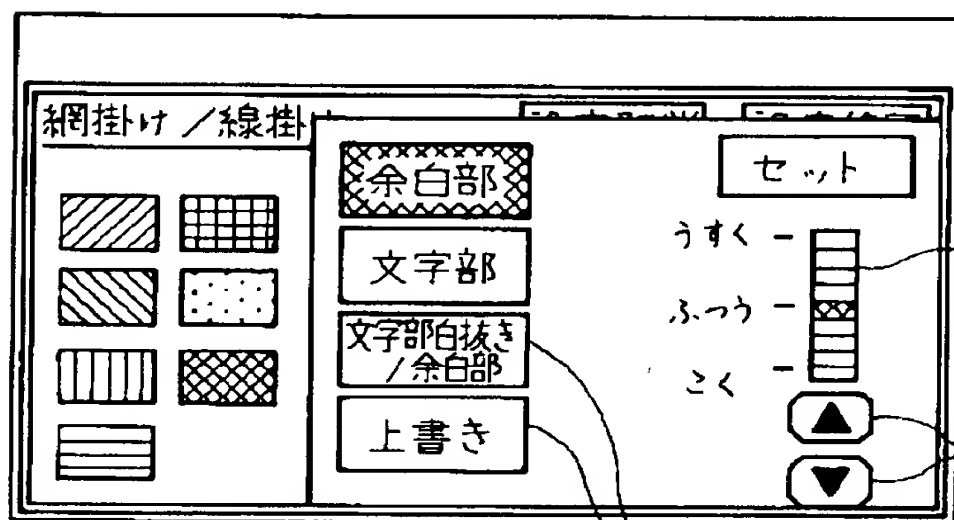 網掛け/線掛け
余白部
文字部
文字部白抜き
/余白部
上書き
セット
うすく
ふつう
こく